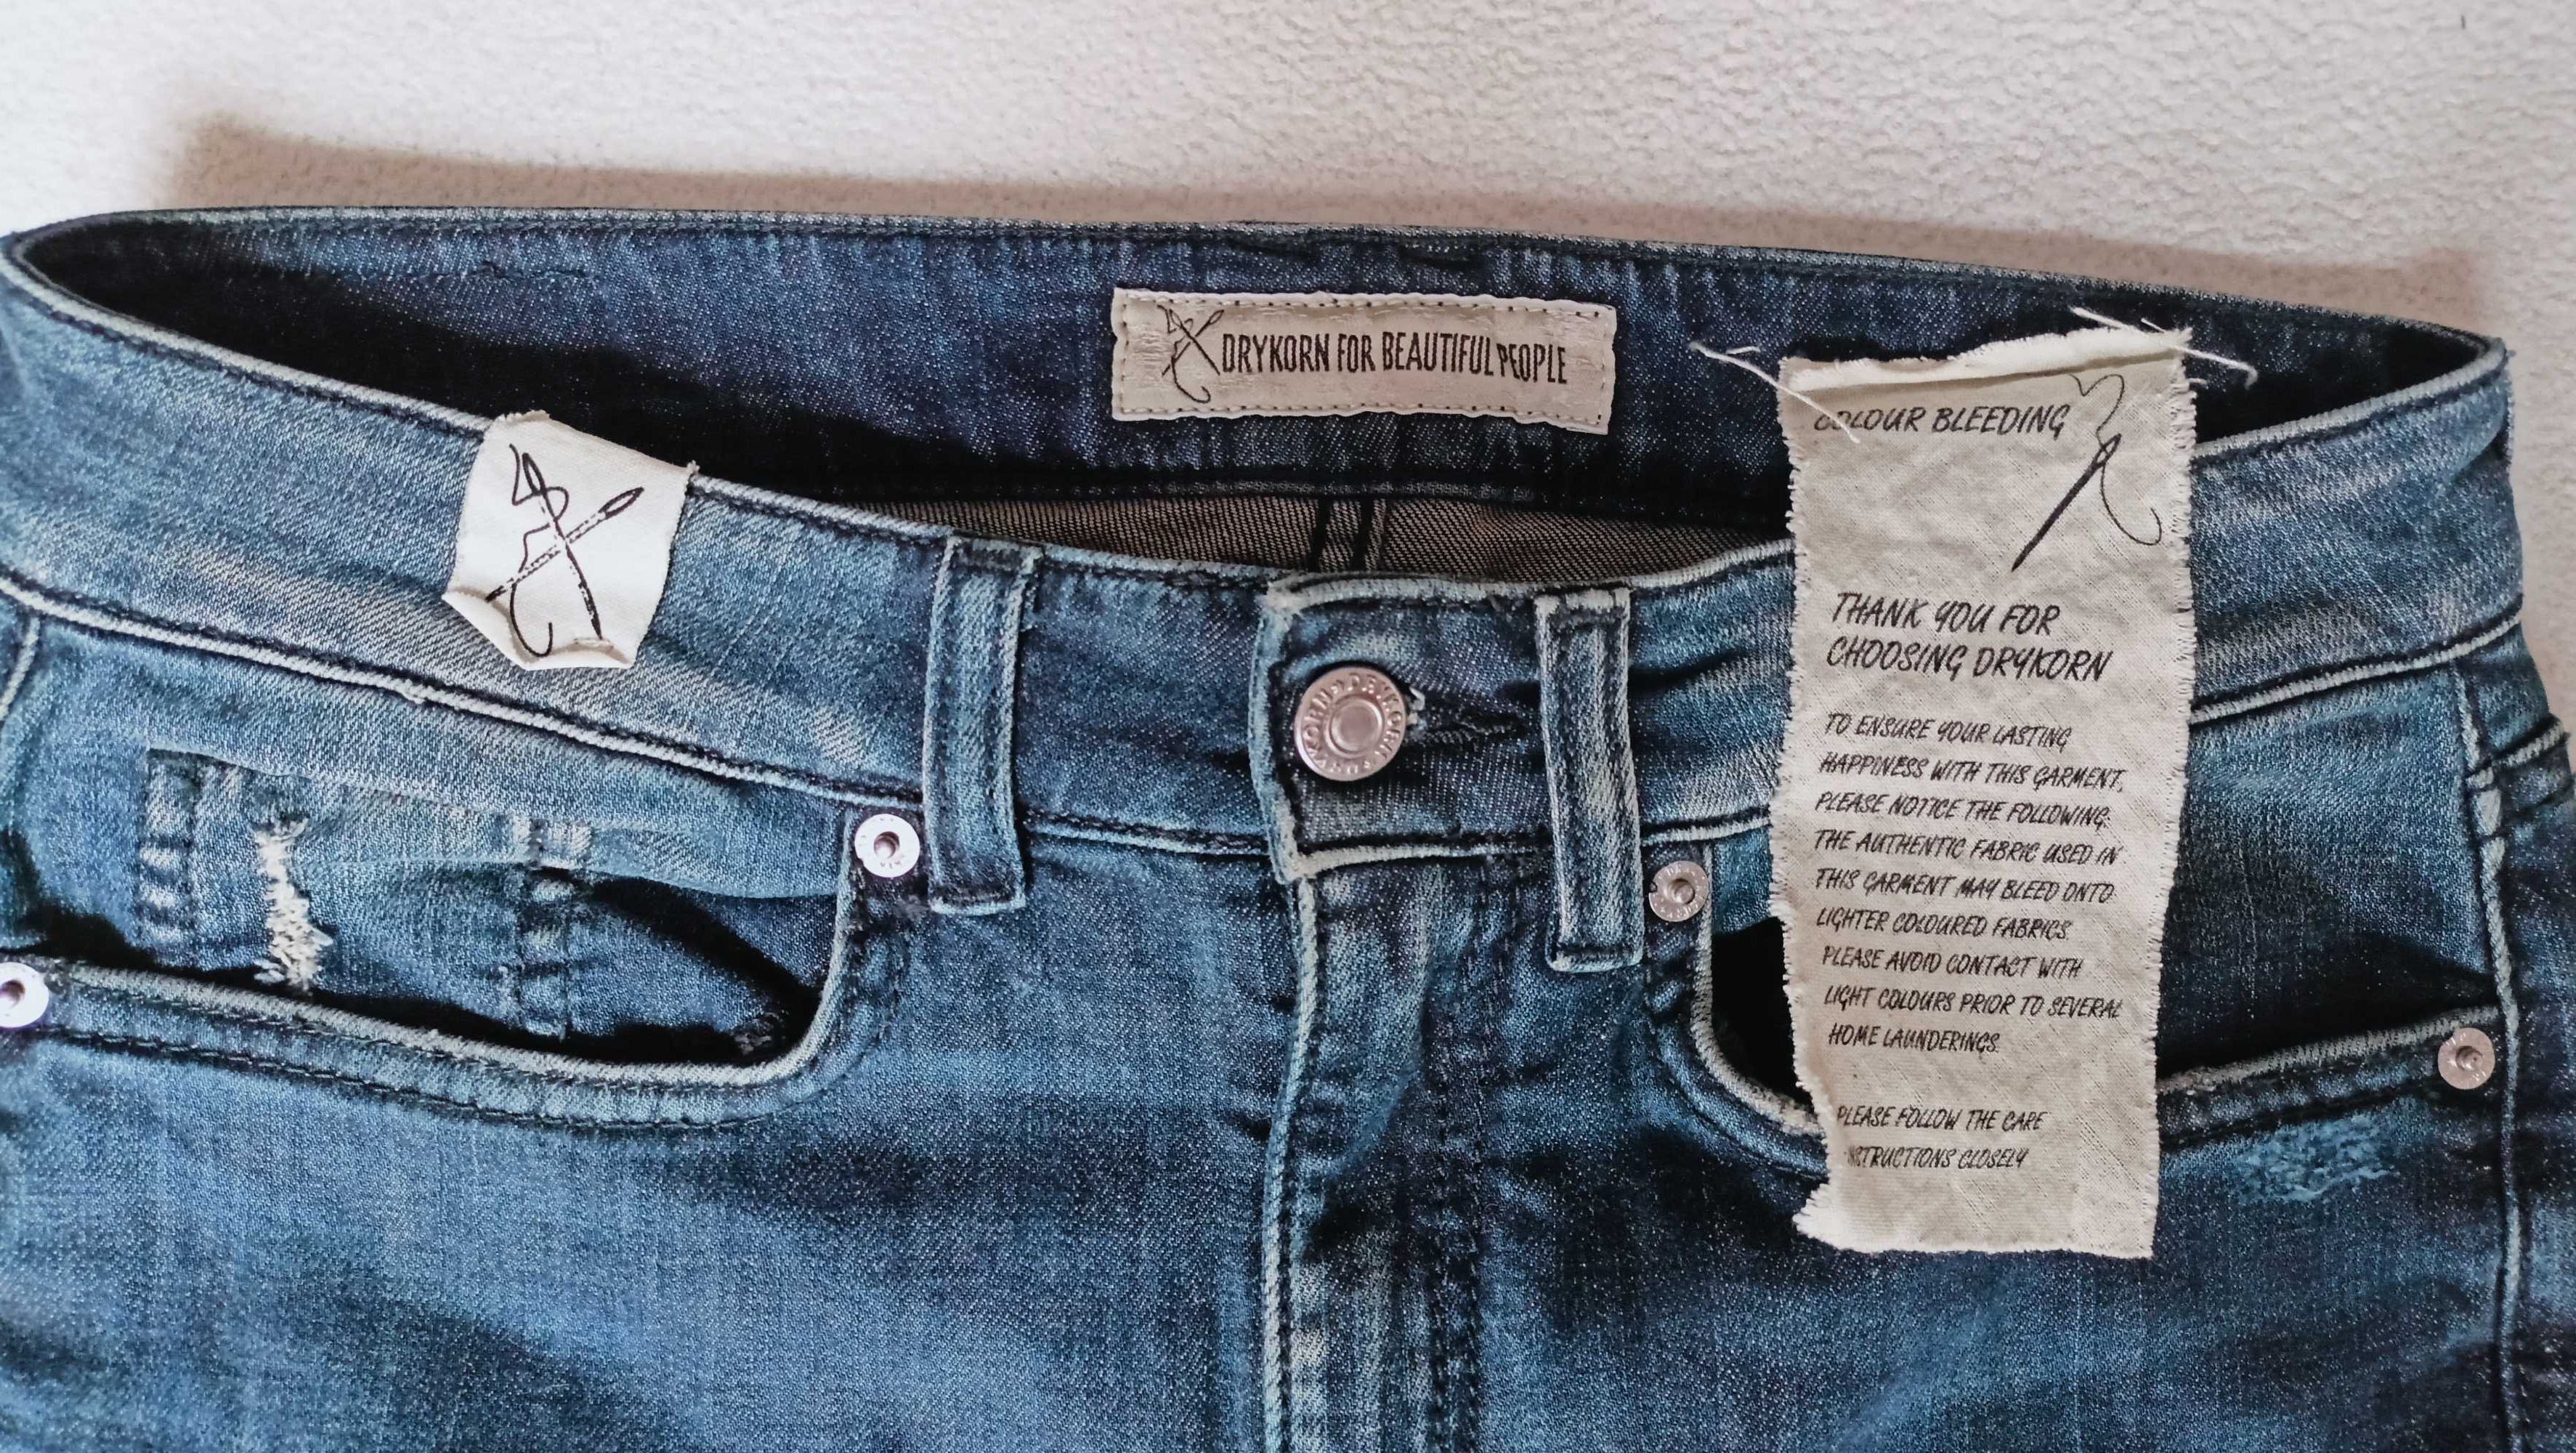 DRYKORN FOR BEAUTIFUL PEOPLE
COLOUR BLEEDING
THANK YOU FOR
CHOOSING DRYKORN
TO ENSURE YOUR LASTING
HAPPINESS WITH THIS GARMENT,
PLEASE NOTICE THE FOLLOWING:
THE AUTHENTIC FABRIC USED IN
THIS GARMENT MAY BLEED ONTO
LIGHTER COLOURED FABRICS.
PLEASE AVOID CONTACT WITH
LIGHT COLOURS PRIOR TO SEVERAL
HOME LAUNDERINGS.
PLEASE FOLLOW THE CARE
INSTRUCTIONS CLOSELY
DRYKORN